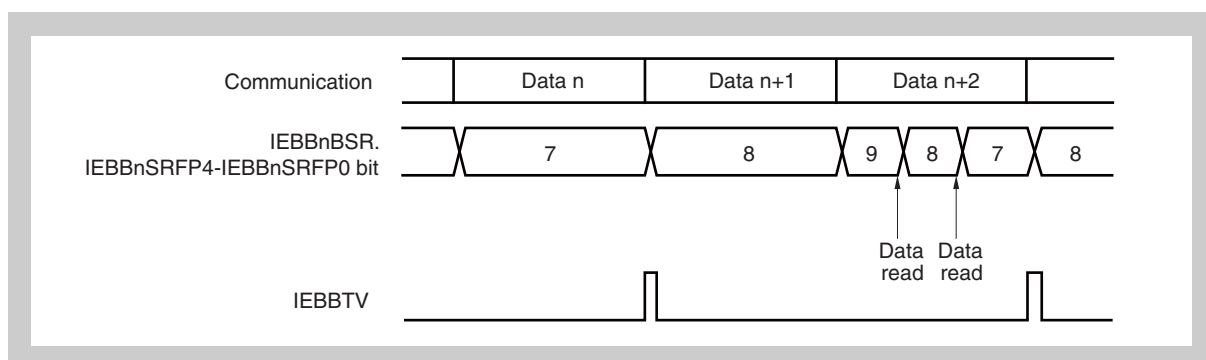 Communication
Data n
Data n+1
Data n+2
IEBBnBSR.
IEBBnSRFP4-IEBBnSRFP0 bit
7
8
9
8
7
8
Data Data
read read
IEBBTV